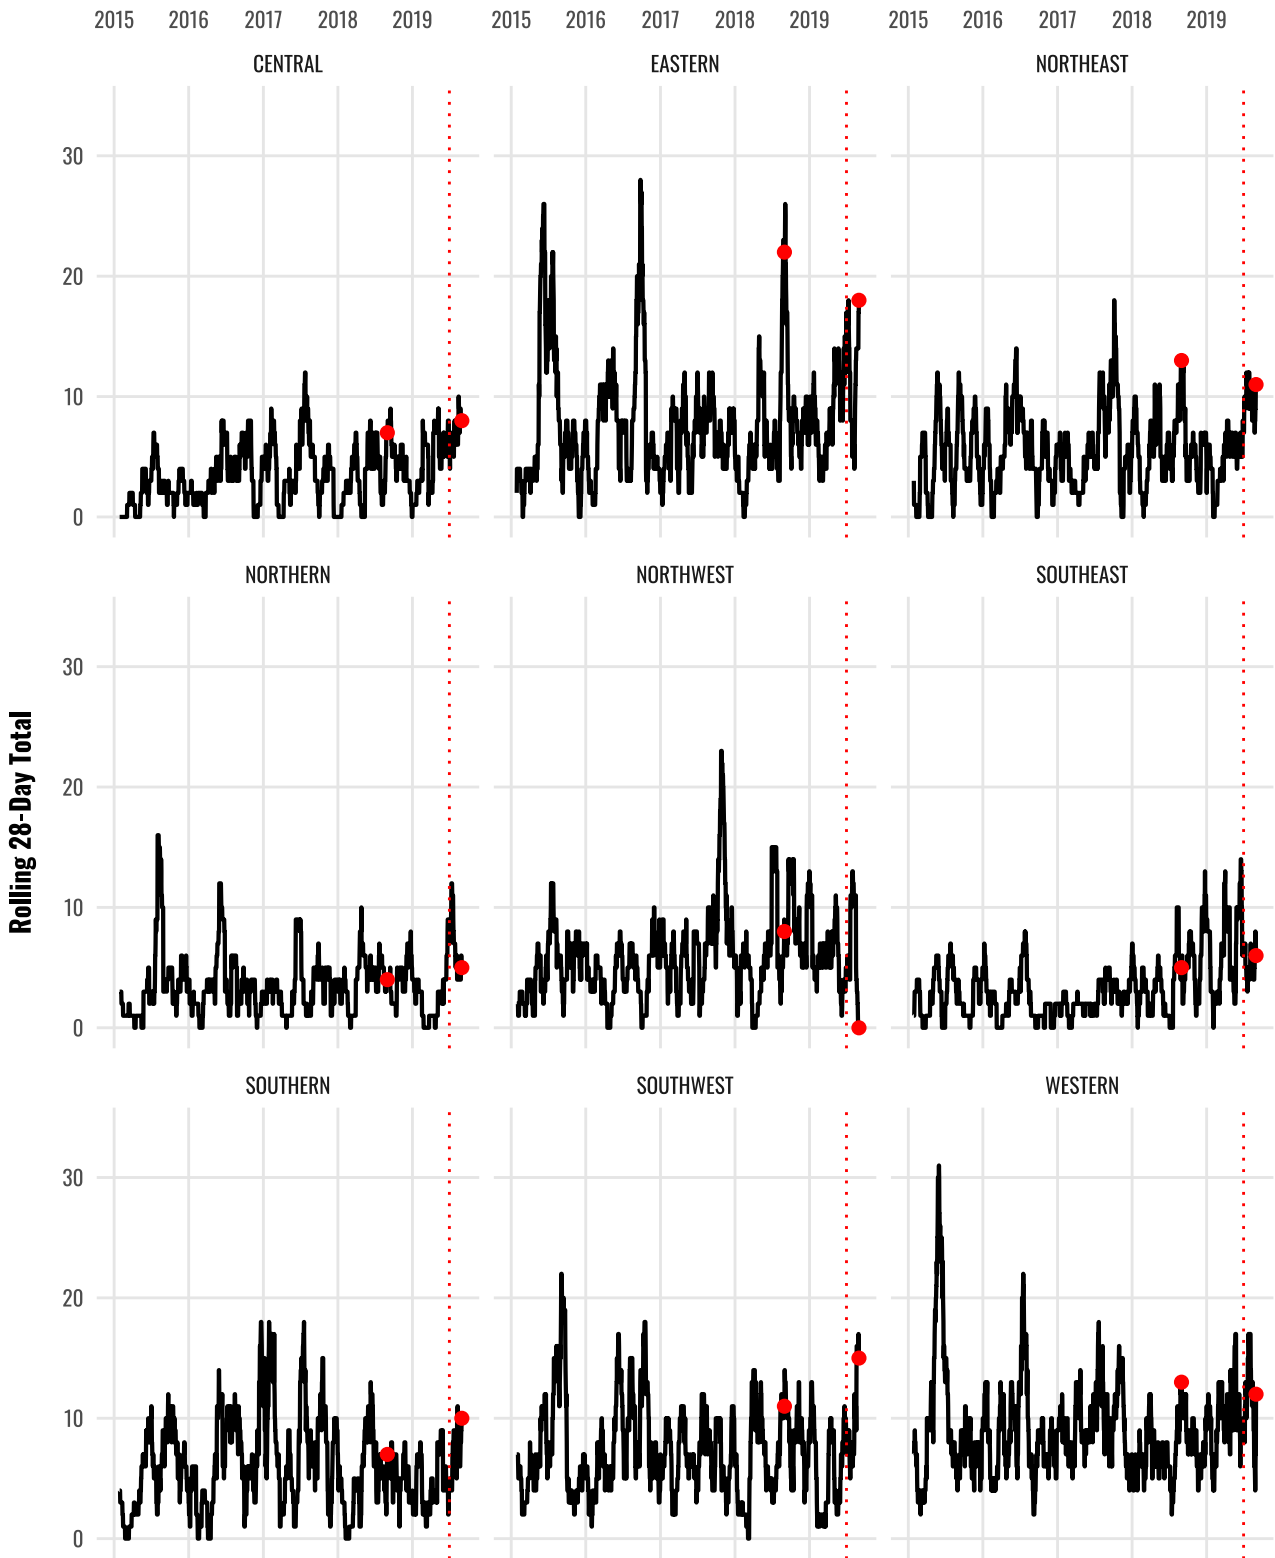 2015 2016 2017 2018 2019 2015 2016 2017 2018 2019 2015 2016 2017 2018 2019
CENTRAL EASTERN NORTHEAST
30
20
10
0
NORTHERN NORTHWEST SOUTHEAST
30
20
10
0
SOUTHERN SOUTHWEST WESTERN
30
20
10
0
Rolling 28-Day Total